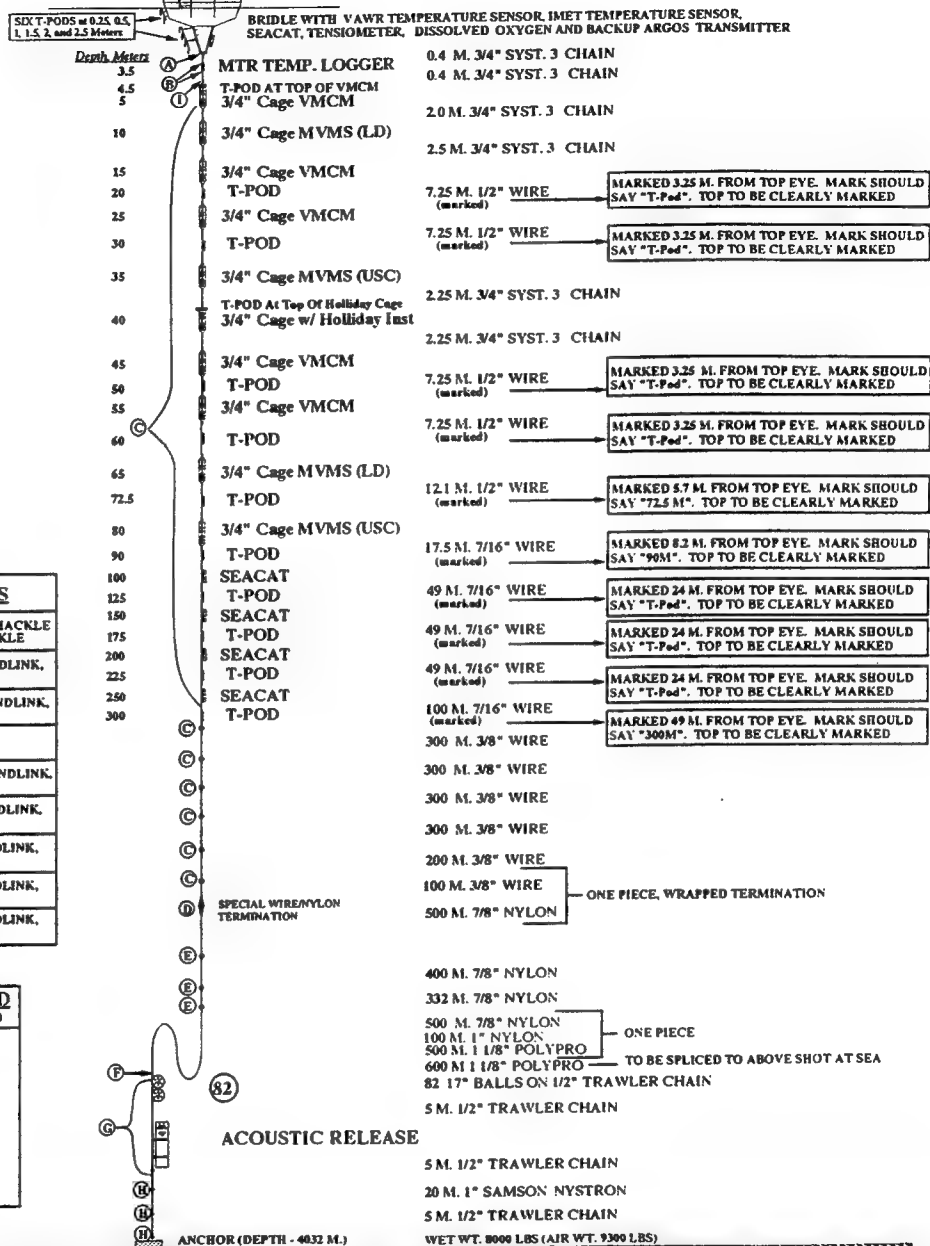 SIX T-PODS at 0.25, 0.5,
1, 1.5, 2, and 2.5 Meters
BRIDLE WITH VAWR TEMPERATURE SENSOR, IMET TEMPERATURE SENSOR,
SEACAT, TENSIOMETER, DISSOLVED OXYGEN AND BACKUP ARGOS TRANSMITTER
Depth, Meters
A 0.4 M. 3/4" SYST. 3 CHAIN
3.5 MTR TEMP. LOGGER
B 0.4 M. 3/4" SYST. 3 CHAIN
4.5 T-POD AT TOP OF VMCM
5 I 3/4" Cage VMCM
2.0 M. 3/4" SYST. 3 CHAIN
10 3/4" Cage MVMS (LD)
2.5 M. 3/4" SYST. 3 CHAIN
15 3/4" Cage VMCM
20 T-POD 7.25 M. 1/2" WIRE
(marked)
MARKED 3.25 M. FROM TOP EYE. MARK SHOULD
SAY "T-Pod". TOP TO BE CLEARLY MARKED
25 3/4" Cage VMCM
30 T-POD 7.25 M. 1/2" WIRE
(marked)
MARKED 3.25 M. FROM TOP EYE. MARK SHOULD
SAY "T-Pod". TOP TO BE CLEARLY MARKED
35 3/4" Cage MVMS (USC)
2.25 M. 3/4" SYST. 3 CHAIN
T-POD At Top Of Holliday Cage
40 3/4" Cage w/ Holliday Inst
2.25 M. 3/4" SYST. 3 CHAIN
45 3/4" Cage VMCM
50 T-POD 7.25 M. 1/2" WIRE
(marked)
MARKED 3.25 M. FROM TOP EYE. MARK SHOULD
SAY "T-Pod". TOP TO BE CLEARLY MARKED
55 3/4" Cage VMCM
C
60 T-POD 7.25 M. 1/2" WIRE
(marked)
MARKED 3.25 M. FROM TOP EYE. MARK SHOULD
SAY "T-Pod". TOP TO BE CLEARLY MARKED
65 3/4" Cage MVMS (LD)
72.5 T-POD 12.1 M. 1/2" WIRE
(marked)
MARKED 5.7 M. FROM TOP EYE. MARK SHOULD
SAY "72.5 M". TOP TO BE CLEARLY MARKED
80 3/4" Cage MVMS (USC)
90 T-POD 17.5 M. 7/16" WIRE
(marked)
MARKED 8.2 M. FROM TOP EYE. MARK SHOULD
SAY "90M". TOP TO BE CLEARLY MARKED
100 SEACAT
125 T-POD 49 M. 7/16" WIRE
(marked)
MARKED 24 M. FROM TOP EYE. MARK SHOULD
SAY "T-Pod". TOP TO BE CLEARLY MARKED
150 SEACAT
175 T-POD 49 M. 7/16" WIRE
(marked)
MARKED 24 M. FROM TOP EYE. MARK SHOULD
SAY "T-Pod". TOP TO BE CLEARLY MARKED
200 SEACAT
225 T-POD 49 M. 7/16" WIRE
(marked)
MARKED 24 M. FROM TOP EYE. MARK SHOULD
SAY "T-Pod". TOP TO BE CLEARLY MARKED
250 SEACAT
300 T-POD 100 M. 7/16" WIRE
(marked)
MARKED 49 M. FROM TOP EYE. MARK SHOULD
SAY "300M". TOP TO BE CLEARLY MARKED
C
300 M. 3/8" WIRE
C
300 M. 3/8" WIRE
C
300 M. 3/8" WIRE
C
300 M. 3/8" WIRE
C
200 M. 3/8" WIRE
C
100 M. 3/8" WIRE
ONE PIECE, WRAPPED TERMINATION
D SPECIAL WIRE/NYLON
TERMINATION
500 M. 7/8" NYLON
E
400 M. 7/8" NYLON
E
332 M. 7/8" NYLON
E
500 M. 7/8" NYLON
100 M. 1" NYLON
ONE PIECE
500 M. 1 1/8" POLYPRO
600 M 1 1/8" POLYPRO TO BE SPLICED TO ABOVE SHOT AT SEA
F
82
82 17" BALLS ON 1/2" TRAWLER CHAIN
5 M. 1/2" TRAWLER CHAIN
G
ACOUSTIC RELEASE
5 M. 1/2" TRAWLER CHAIN
H
20 M. 1" SAMSON NYSTRON
H
5 M. 1/2" TRAWLER CHAIN
H
ANCHOR (DEPTH - 4032 M.) WET WT. 8000 LBS (AIR WT. 9300 LBS)
S
HACKLE
KLE
DLINK,
NDLINK,
NDLINK,
DLINK,
DLINK,
DLINK,
DLINK,
D